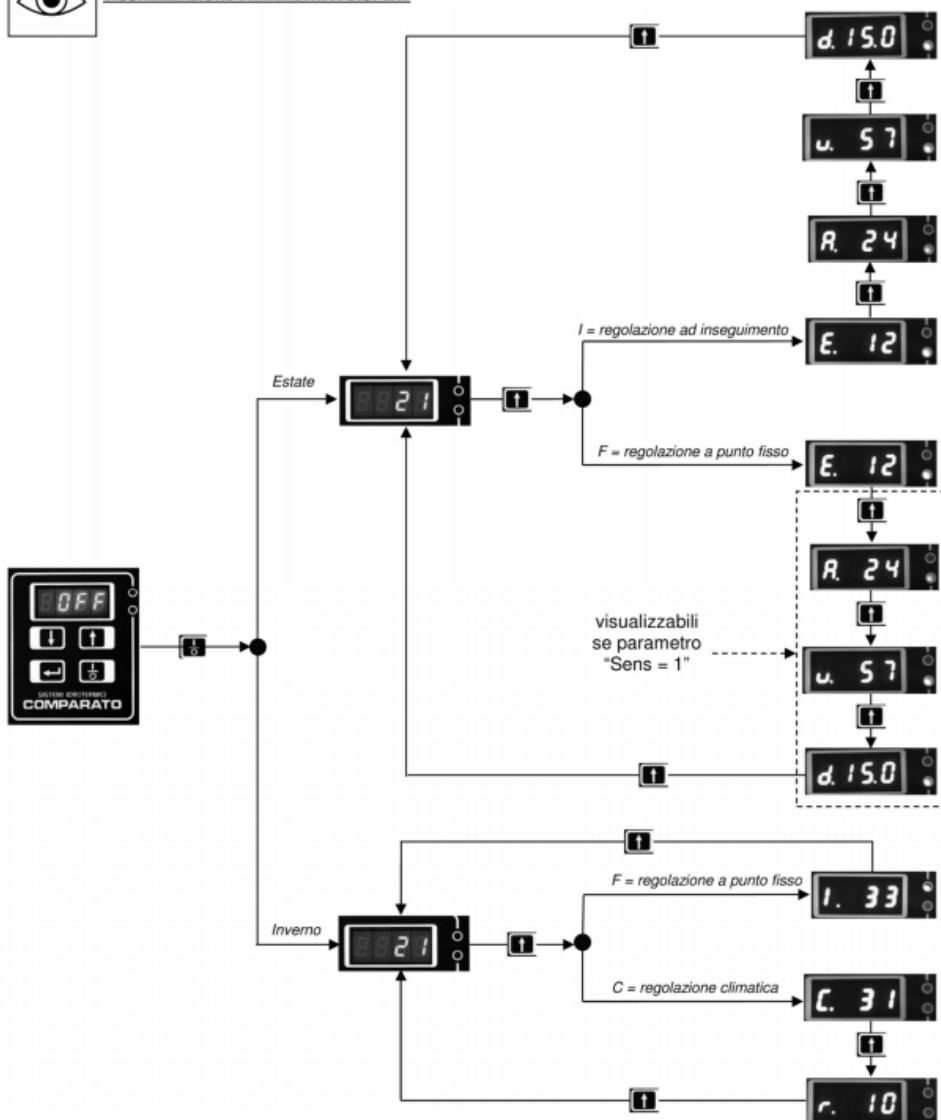 d.15.0
u. 57
A. 24
I = regolazione ad inseguimento
E. 12
Estate
21
F = regolazione a punto fisso
E. 12
A. 24
OFF
visualizzabili
se parametro
"Sens = 1"
u. 57
SISTEMI IDROTERMICI
COMPARATO
d.15.0
F = regolazione a punto fisso
I. 33
Inverno
21
C = regolazione climatica
C. 31
r. 10